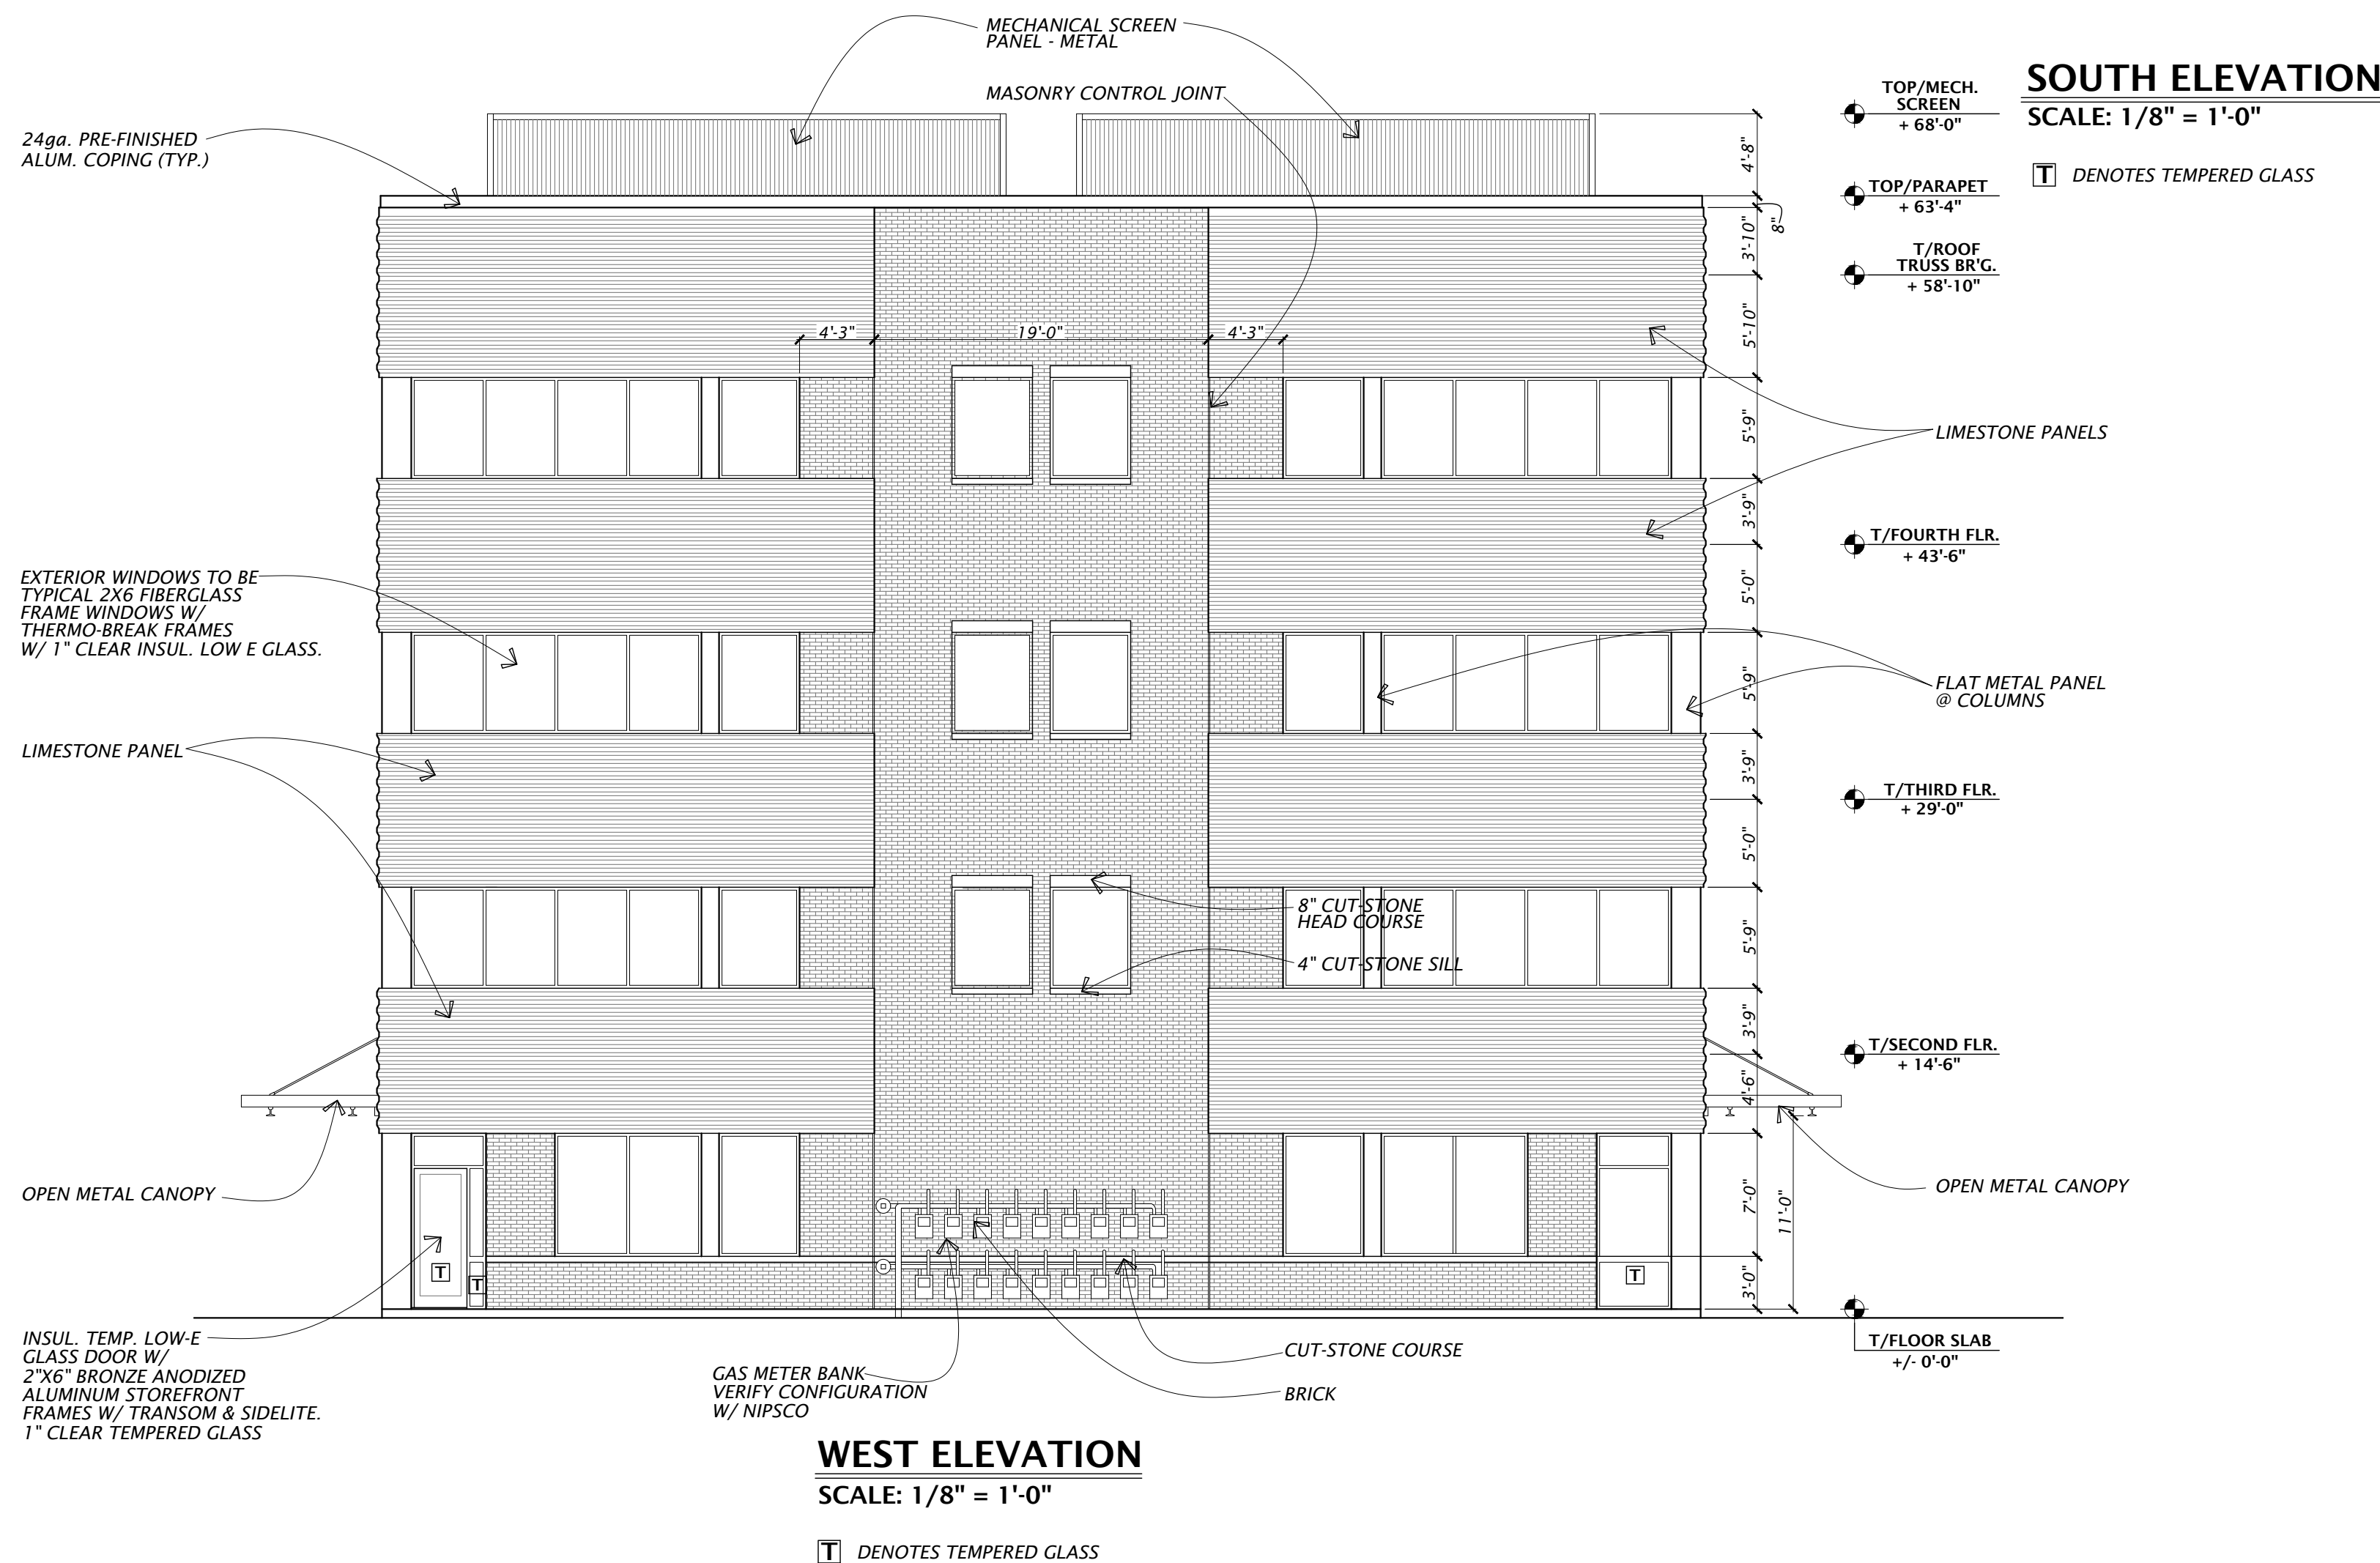 MECHANICAL SCREEN
PANEL - METAL
MASONRY CONTROL JOINT
24ga. PRE-FINISHED
ALUM. COPING (TYP.)
TOP/MECH.
SCREEN
+ 68'-0"
SOUTH ELEVATION
SCALE: 1/8" = 1'-0"
T DENOTES TEMPERED GLASS
TOP/PARAPET
+ 63'-4"
T/ROOF
TRUSS BR'G.
+ 58'-10"
4'-8"
8"
3'-10"
5'-10"
4'-3"
19'-0"
4'-3"
5'-9"
LIMESTONE PANELS
3'-9"
T/FOURTH FLR.
+ 43'-6"
5'-0"
EXTERIOR WINDOWS TO BE
TYPICAL 2X6 FIBERGLASS
FRAME WINDOWS W/
THERMO-BREAK FRAMES
W/ 1" CLEAR INSUL. LOW E GLASS.
5'-9"
FLAT METAL PANEL
@ COLUMNS
LIMESTONE PANEL
3'-9"
T/THIRD FLR.
+ 29'-0"
5'-0"
8" CUT-STONE
HEAD COURSE
4" CUT-STONE SILL
5'-9"
3'-9"
T/SECOND FLR.
+ 14'-6"
4'-6"
OPEN METAL CANOPY
OPEN METAL CANOPY
7'-0"
11'-0"
3'-0"
T
T
T
T/FLOOR SLAB
+/- 0'-0"
INSUL. TEMP. LOW-E
GLASS DOOR W/
2"X6" BRONZE ANODIZED
ALUMINUM STOREFRONT
FRAMES W/ TRANSOM & SIDELITE.
1" CLEAR TEMPERED GLASS
GAS METER BANK
VERIFY CONFIGURATION
W/ NIPSCO
CUT-STONE COURSE
BRICK
WEST ELEVATION
SCALE: 1/8" = 1'-0"
T DENOTES TEMPERED GLASS